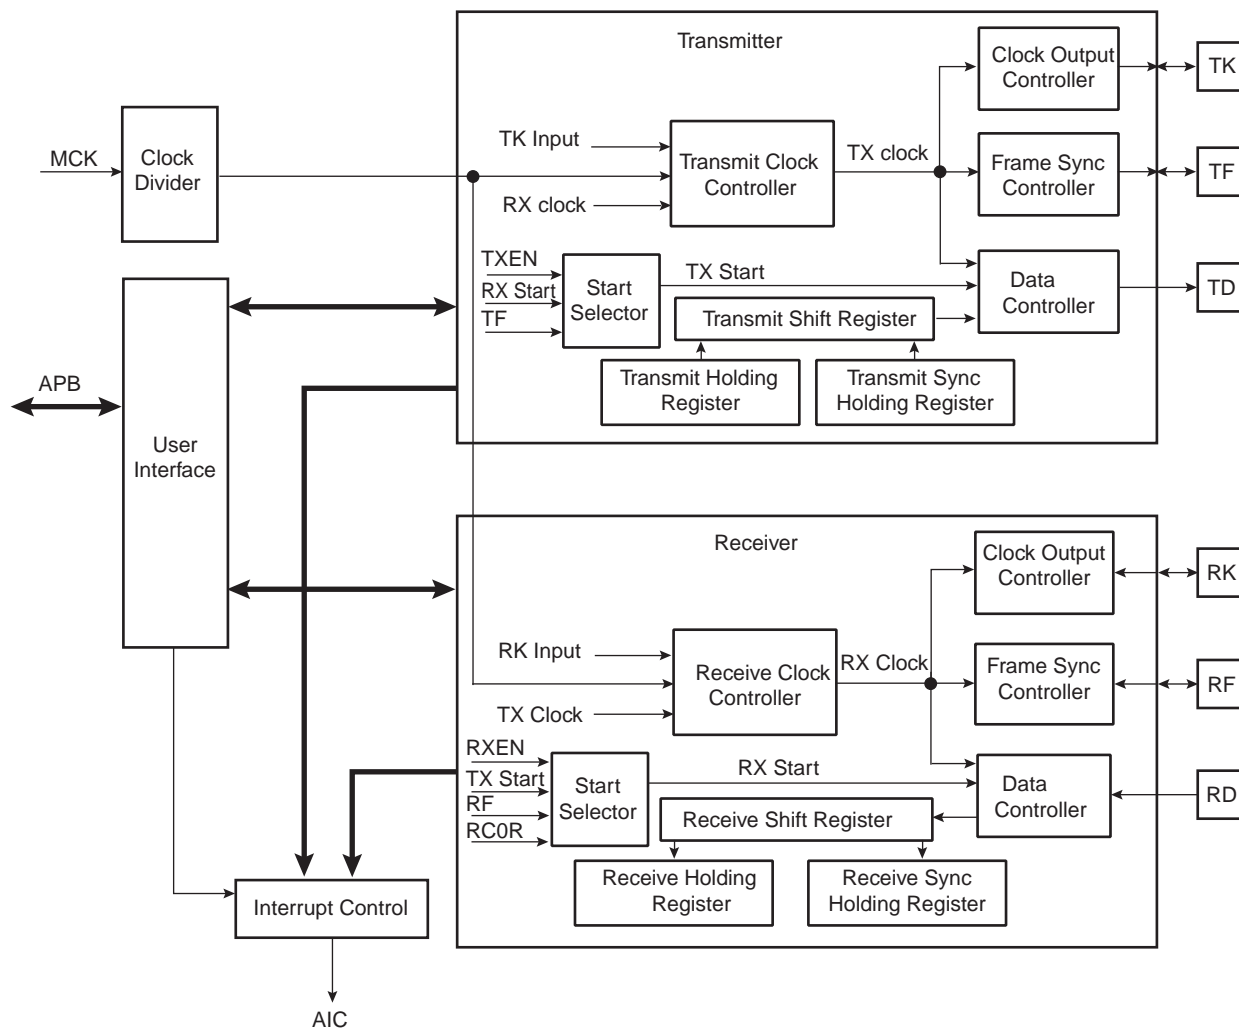 Transmitter
Clock Output
Controller
TK
MCK
Clock
Divider
TK Input
Transmit Clock
Controller
RX clock
TX clock
Frame Sync
Controller
TF
TXEN
RX Start
TF
Start
Selector
TX Start
Data
Controller
TD
Transmit Shift Register
Transmit Holding
Register
Transmit Sync
Holding Register
APB
User
Interface
Receiver
Clock Output
Controller
RK
RK Input
Receive Clock
Controller
TX Clock
RX Clock
Frame Sync
Controller
RF
RXEN
TX Start
RF
RC0R
Start
Selector
RX Start
Data
Controller
RD
Receive Shift Register
Receive Holding
Register
Receive Sync
Holding Register
Interrupt Control
AIC